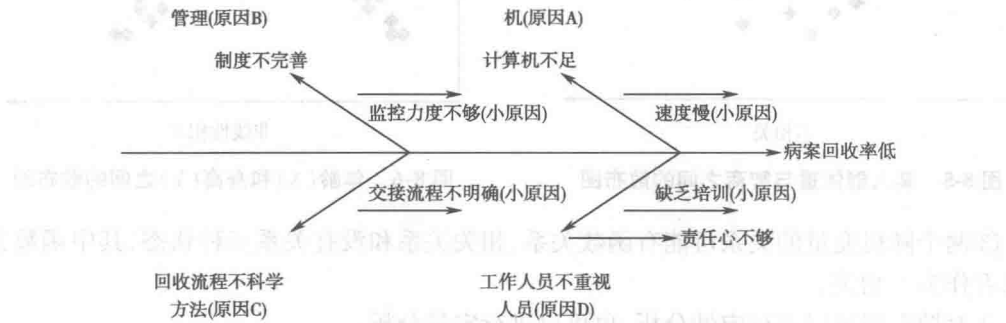 管理(原因B)
机(原因A)
制度不完善
计算机不足
监控力度不够(小原因)
速度慢(小原因)
病案回收率低
交接流程不明确(小原因)
缺乏培训(小原因)
责任心不够
回收流程不科学
方法(原因C)
工作人员不重视
人员(原因D)